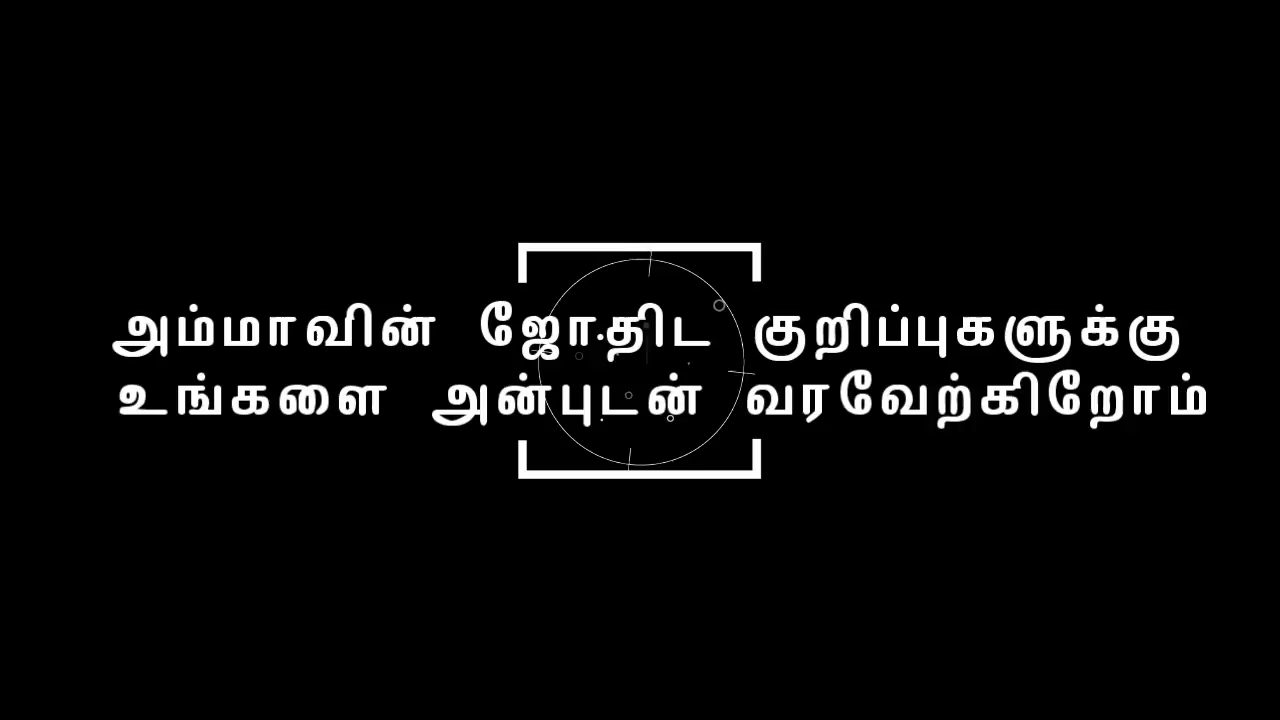 அம்மாவின் ஜோதிட குறிப்புகளுக்கு
உங்களை அன்புடன் வரவேற்கிறோம்